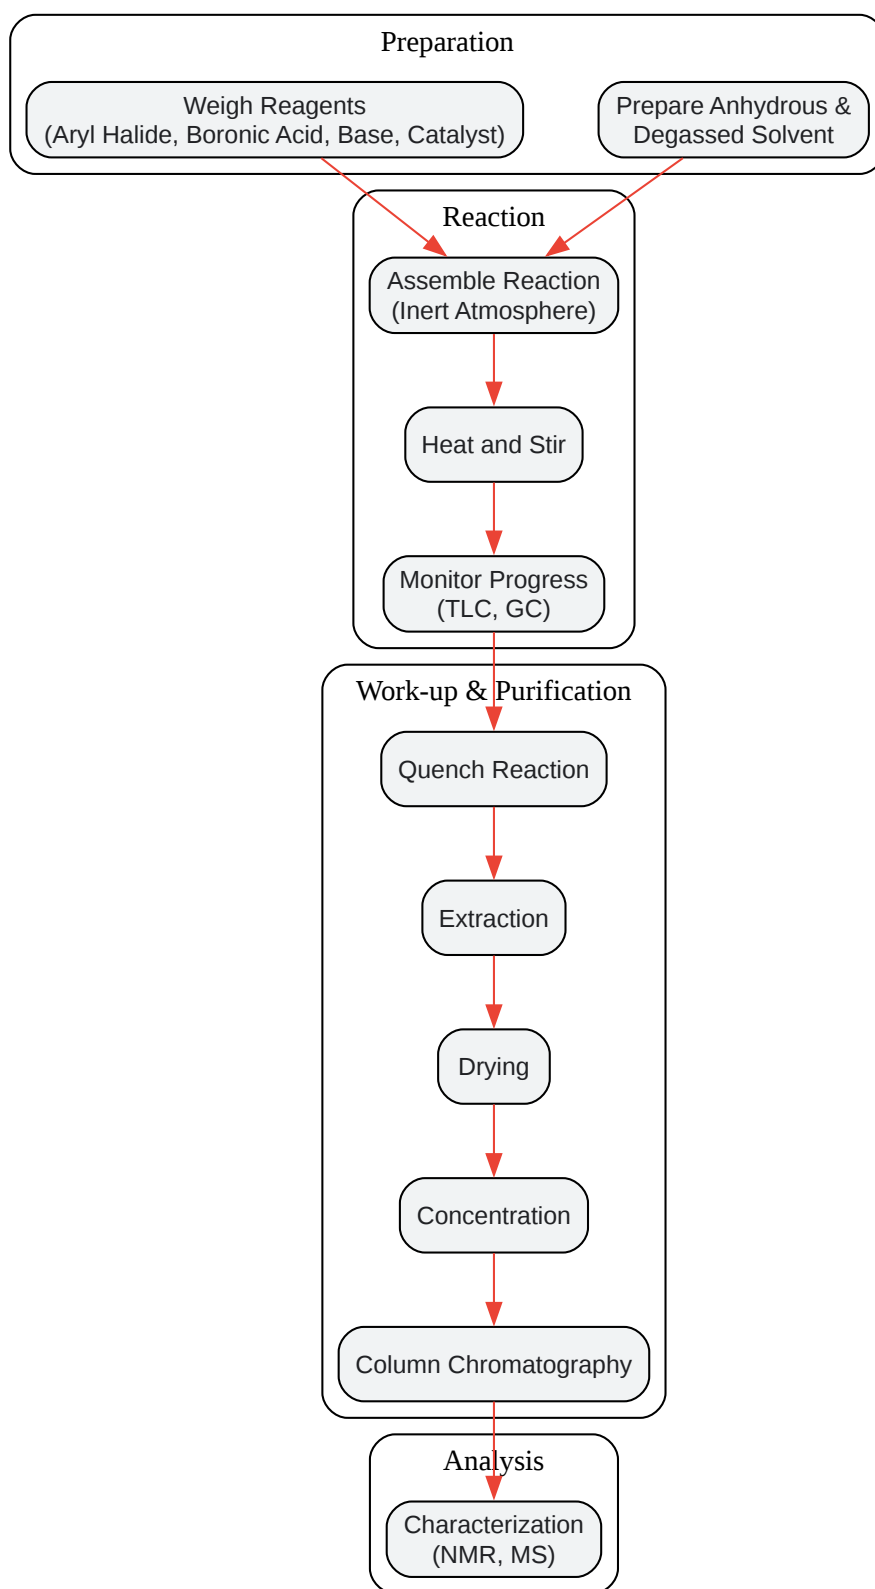 Preparation
Weigh Reagents
(Aryl Halide, Boronic Acid, Base, Catalyst)
Prepare Anhydrous &
Degassed Solvent
Reaction
Assemble Reaction
(Inert Atmosphere)
Heat and Stir
Monitor Progress
(TLC, GC)
Work-up & Purification
Quench Reaction
Extraction
Drying
Concentration
Column Chromatography
Analysis
Characterization
(NMR, MS)